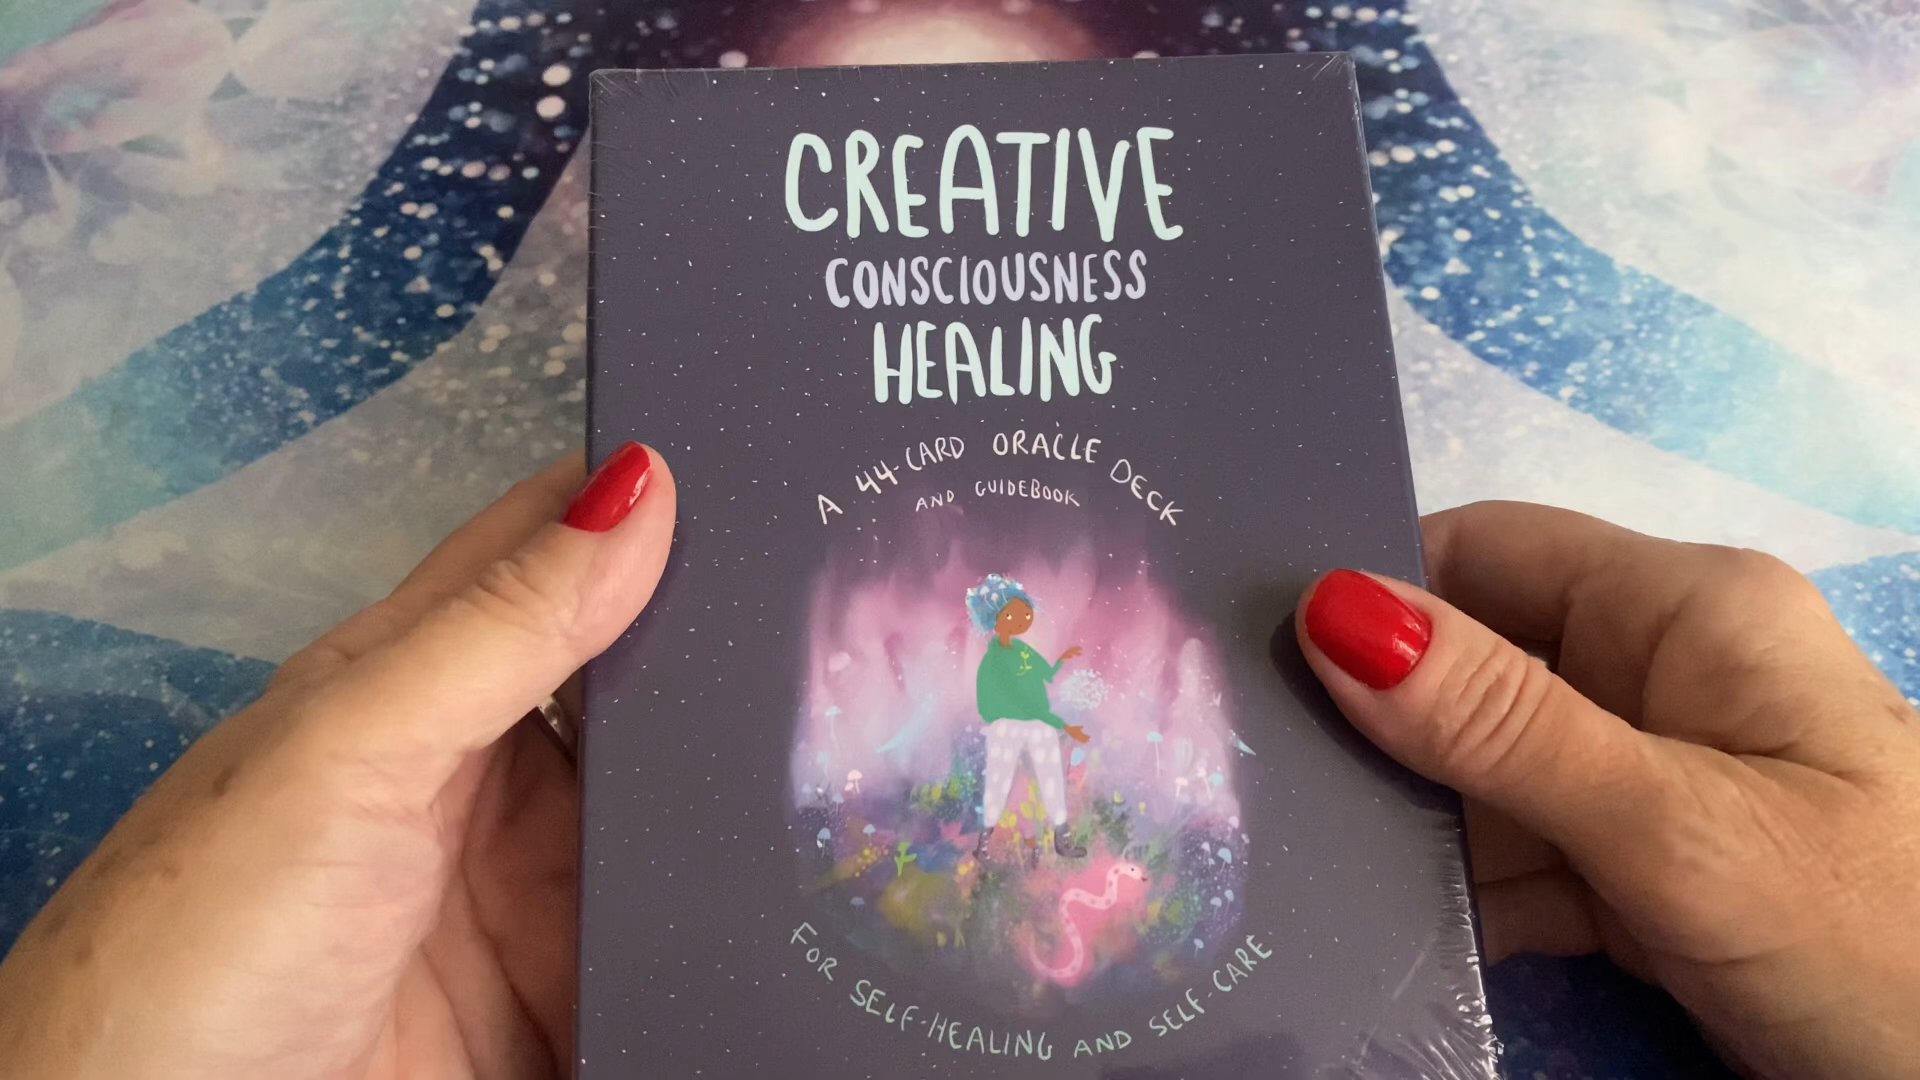 CREATIVE
CONSCIOUSNESS
HEALING
A 44-CARD ORACLE DECK
AND GUIDEBOOK
FOR SELF-HEALING AND SELF-CARE